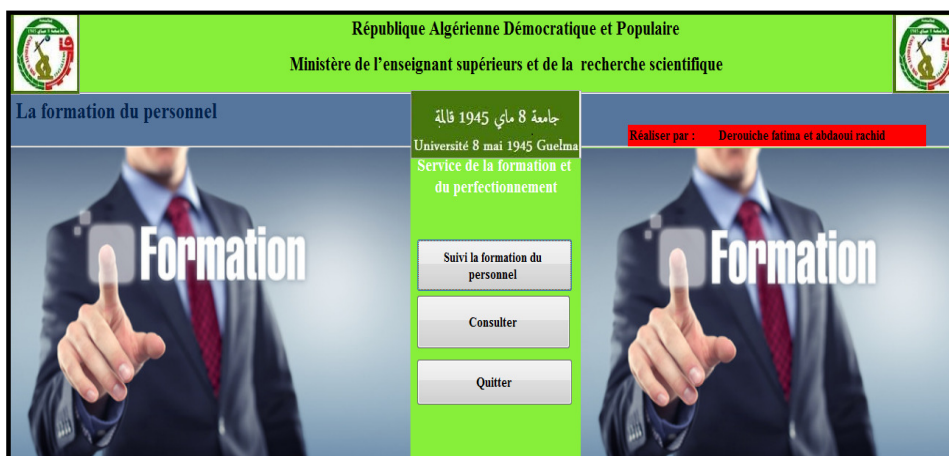 République Algérienne Démocratique et Populaire
Ministère de l'enseignant supérieurs et de la recherche scientifique
La formation du personnel
جامعة 8 ماي 1945 قالمة
Université 8 mai 1945 Guelma
Réaliser par : Derouiche fatima et abdaoui rachid
Service de la formation et
du perfectionnement
Formation
Formation
Suivi la formation du
personnel
Consulter
Quitter